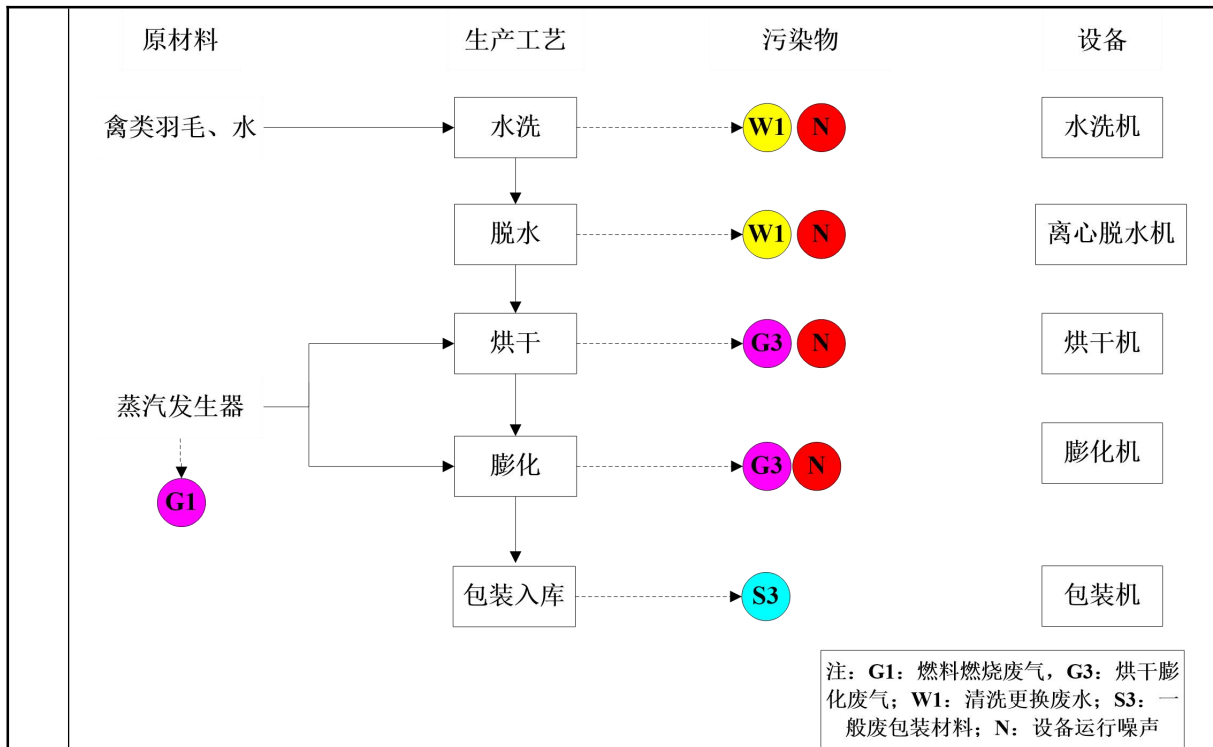 原材料 生产工艺 污染物 设备
禽类羽毛、水 水洗 W1 N 水洗机
脱水 W1 N 离心脱水机
烘干 G3 N 烘干机
蒸汽发生器
膨化 G3 N 膨化机
G1
包装入库 S3 包装机
注：G1：燃料燃烧废气，G3：烘干膨
化废气；W1：清洗更换废水；S3：一
般废包装材料；N：设备运行噪声